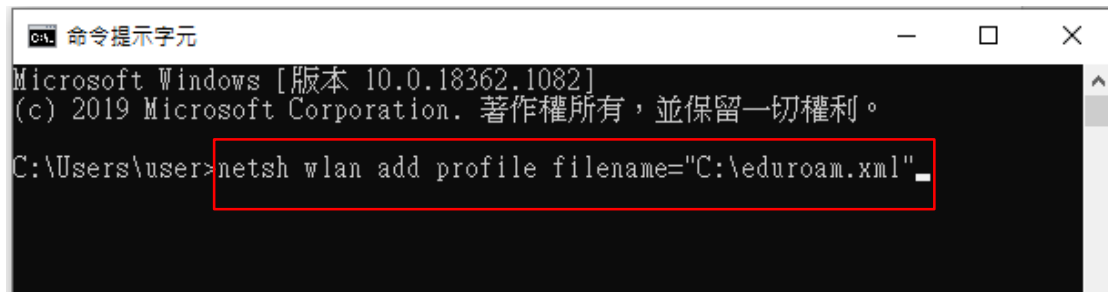 命令提示字元
Microsoft Windows [版本 10.0.18362.1082]
(c) 2019 Microsoft Corporation. 著作權所有，並保留一切權利。
C:\Users\user>netsh wlan add profile filename="C:\eduroam.xml"